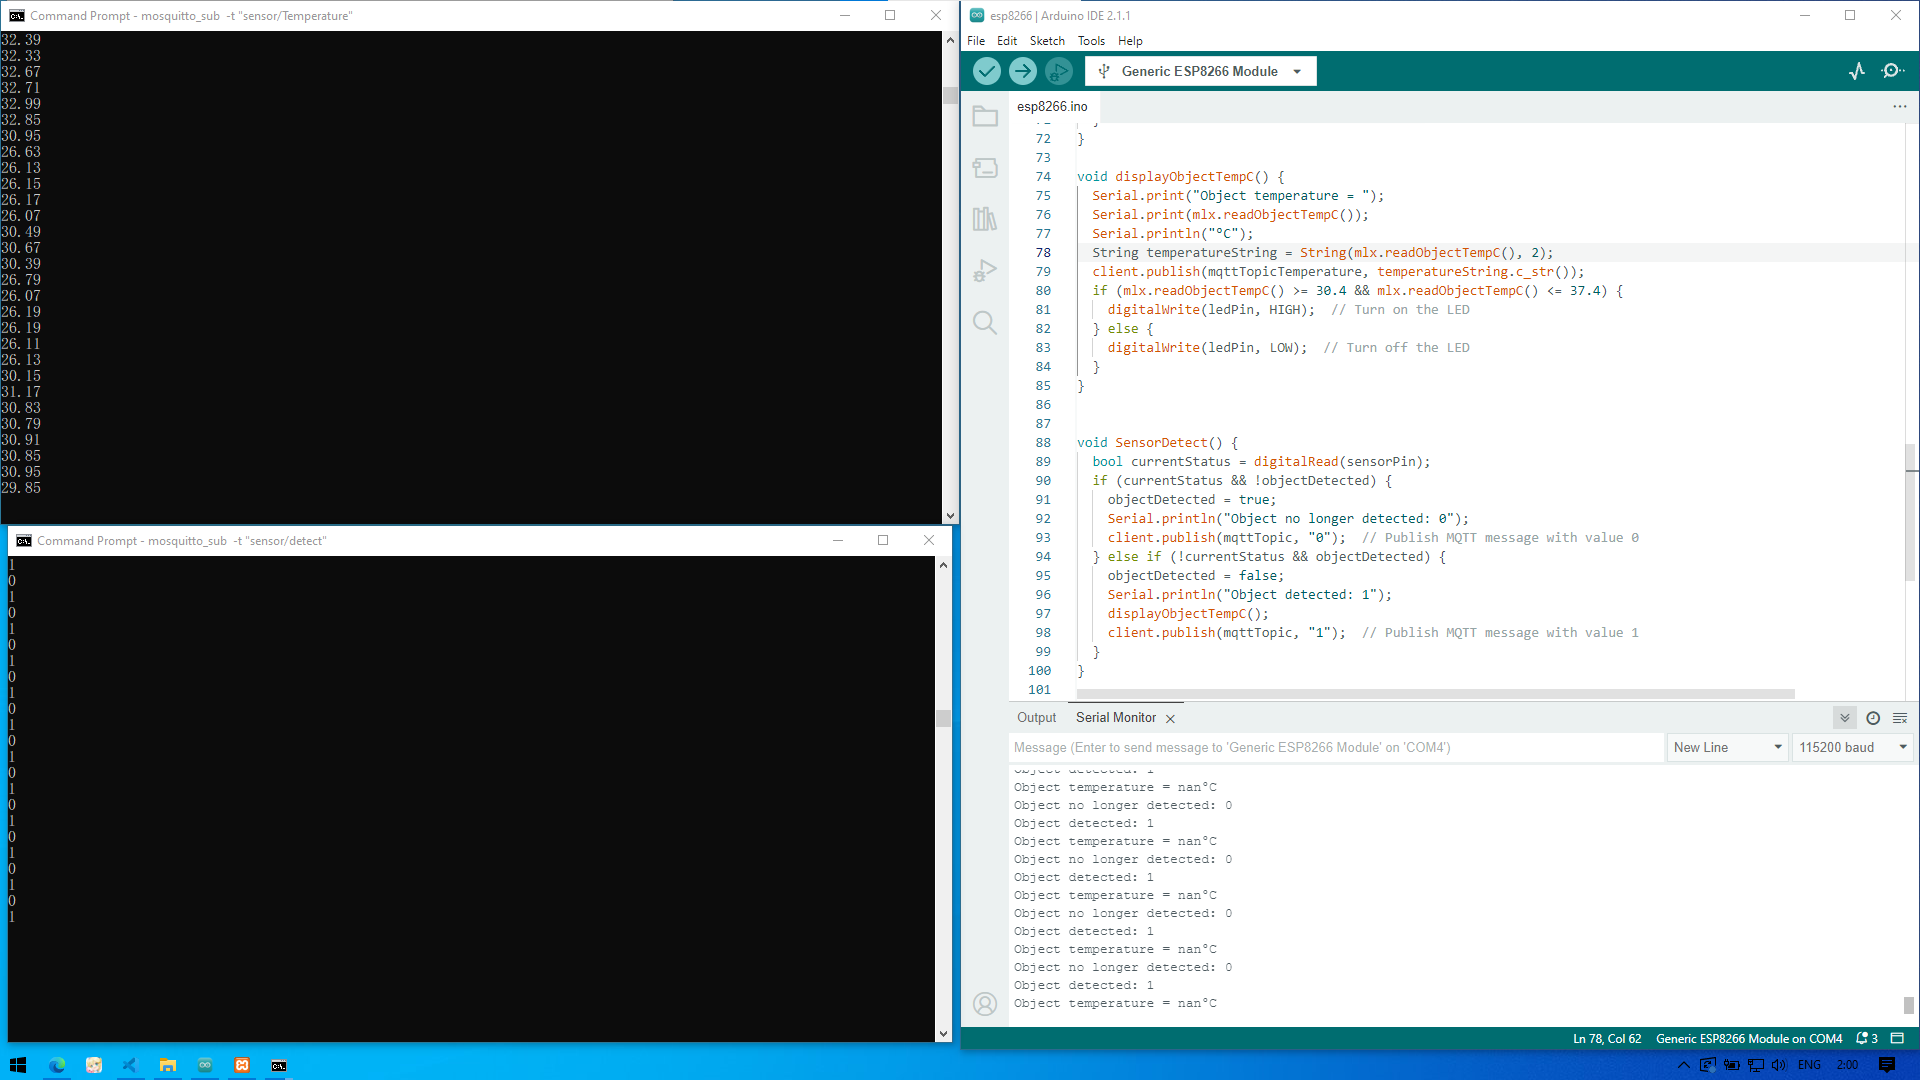 Command Prompt - mosquitto_sub -t "sensor/Temperature"
32.39
32.33
32.67
32.71
32.99
32.85
30.95
26.63
26.13
26.15
26.17
26.07
30.49
30.67
30.39
26.79
26.07
26.19
26.19
26.11
26.13
30.15
31.17
30.83
30.79
30.91
30.85
30.95
29.85
Command Prompt - mosquitto_sub -t "sensor/detect"
1
0
1
0
1
0
1
0
1
0
1
0
1
0
1
0
1
0
1
0
1
0
1
esp8266 | Arduino IDE 2.1.1
File Edit Sketch Tools Help
Generic ESP8266 Module
esp8266.ino
72 }
73
74 void displayObjectTempC() {
75 Serial.print("Object temperature = ");
76 Serial.print(mlx.readObjectTempC());
77 Serial.println("°C");
78 String temperatureString = String(mlx.readObjectTempC(), 2);
79 client.publish(mqttTopicTemperature, temperatureString.c_str());
80 if (mlx.readObjectTempC() >= 30.4 && mlx.readObjectTempC() <= 37.4) {
81 digitalWrite(ledPin, HIGH); // Turn on the LED
82 } else {
83 digitalWrite(ledPin, LOW); // Turn off the LED
84 }
85 }
86
87
88 void SensorDetect() {
89 bool currentStatus = digitalRead(sensorPin);
90 if (currentStatus && !objectDetected) {
91 objectDetected = true;
92 Serial.println("Object no longer detected: 0");
93 client.publish(mqttTopic, "0"); // Publish MQTT message with value 0
94 } else if (!currentStatus && objectDetected) {
95 objectDetected = false;
96 Serial.println("Object detected: 1");
97 displayObjectTempC();
98 client.publish(mqttTopic, "1"); // Publish MQTT message with value 1
99 }
100 }
101
Output Serial Monitor
Message (Enter to send message to 'Generic ESP8266 Module' on 'COM4') New Line 115200 baud
Object detected: 1
Object temperature = nan°C
Object no longer detected: 0
Object detected: 1
Object temperature = nan°C
Object no longer detected: 0
Object detected: 1
Object temperature = nan°C
Object no longer detected: 0
Object detected: 1
Object temperature = nan°C
Object no longer detected: 0
Object detected: 1
Object temperature = nan°C
Ln 78, Col 62 Generic ESP8266 Module on COM4 3
ENG 2:00